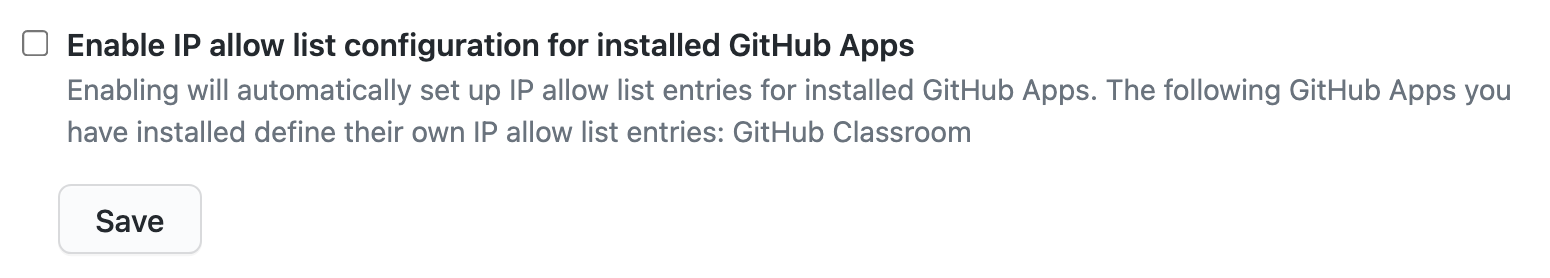 Enable IP allow list configuration for installed GitHub Apps
Enabling will automatically set up IP allow list entries for installed GitHub Apps. The following GitHub Apps you
have installed define their own IP allow list entries: GitHub Classroom
Save